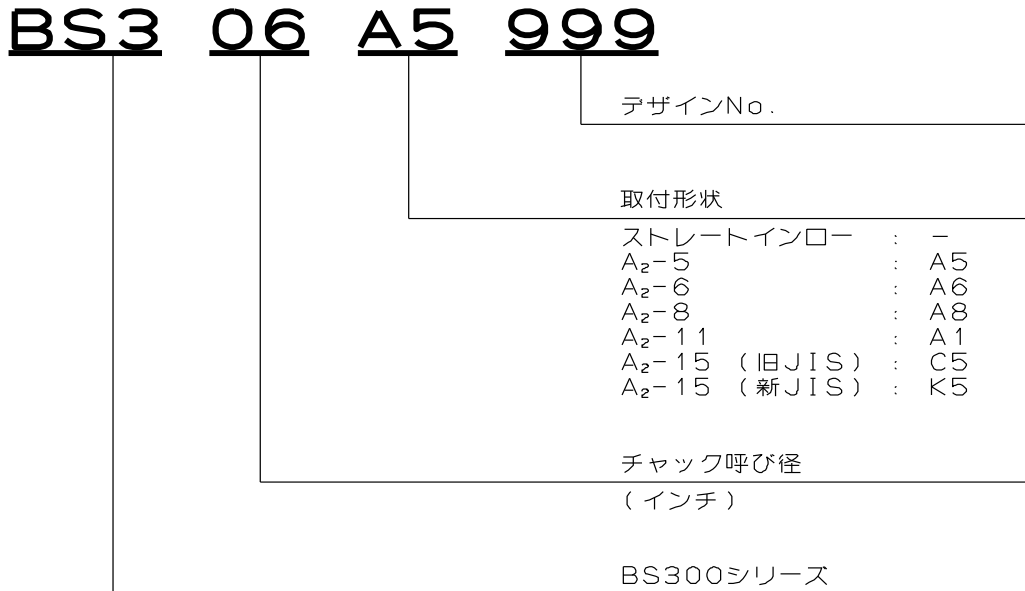 BS3 06 A5 999
デザインNo.
取付形状
ストレートインロー : -
A₂-5 : A5
A₂-6 : A6
A₂-8 : A8
A₂-11 : A1
A₂-15 (旧JIS) : C5
A₂-15 (新JIS) : K5
チャック呼び径
(インチ)
BS300シリーズ